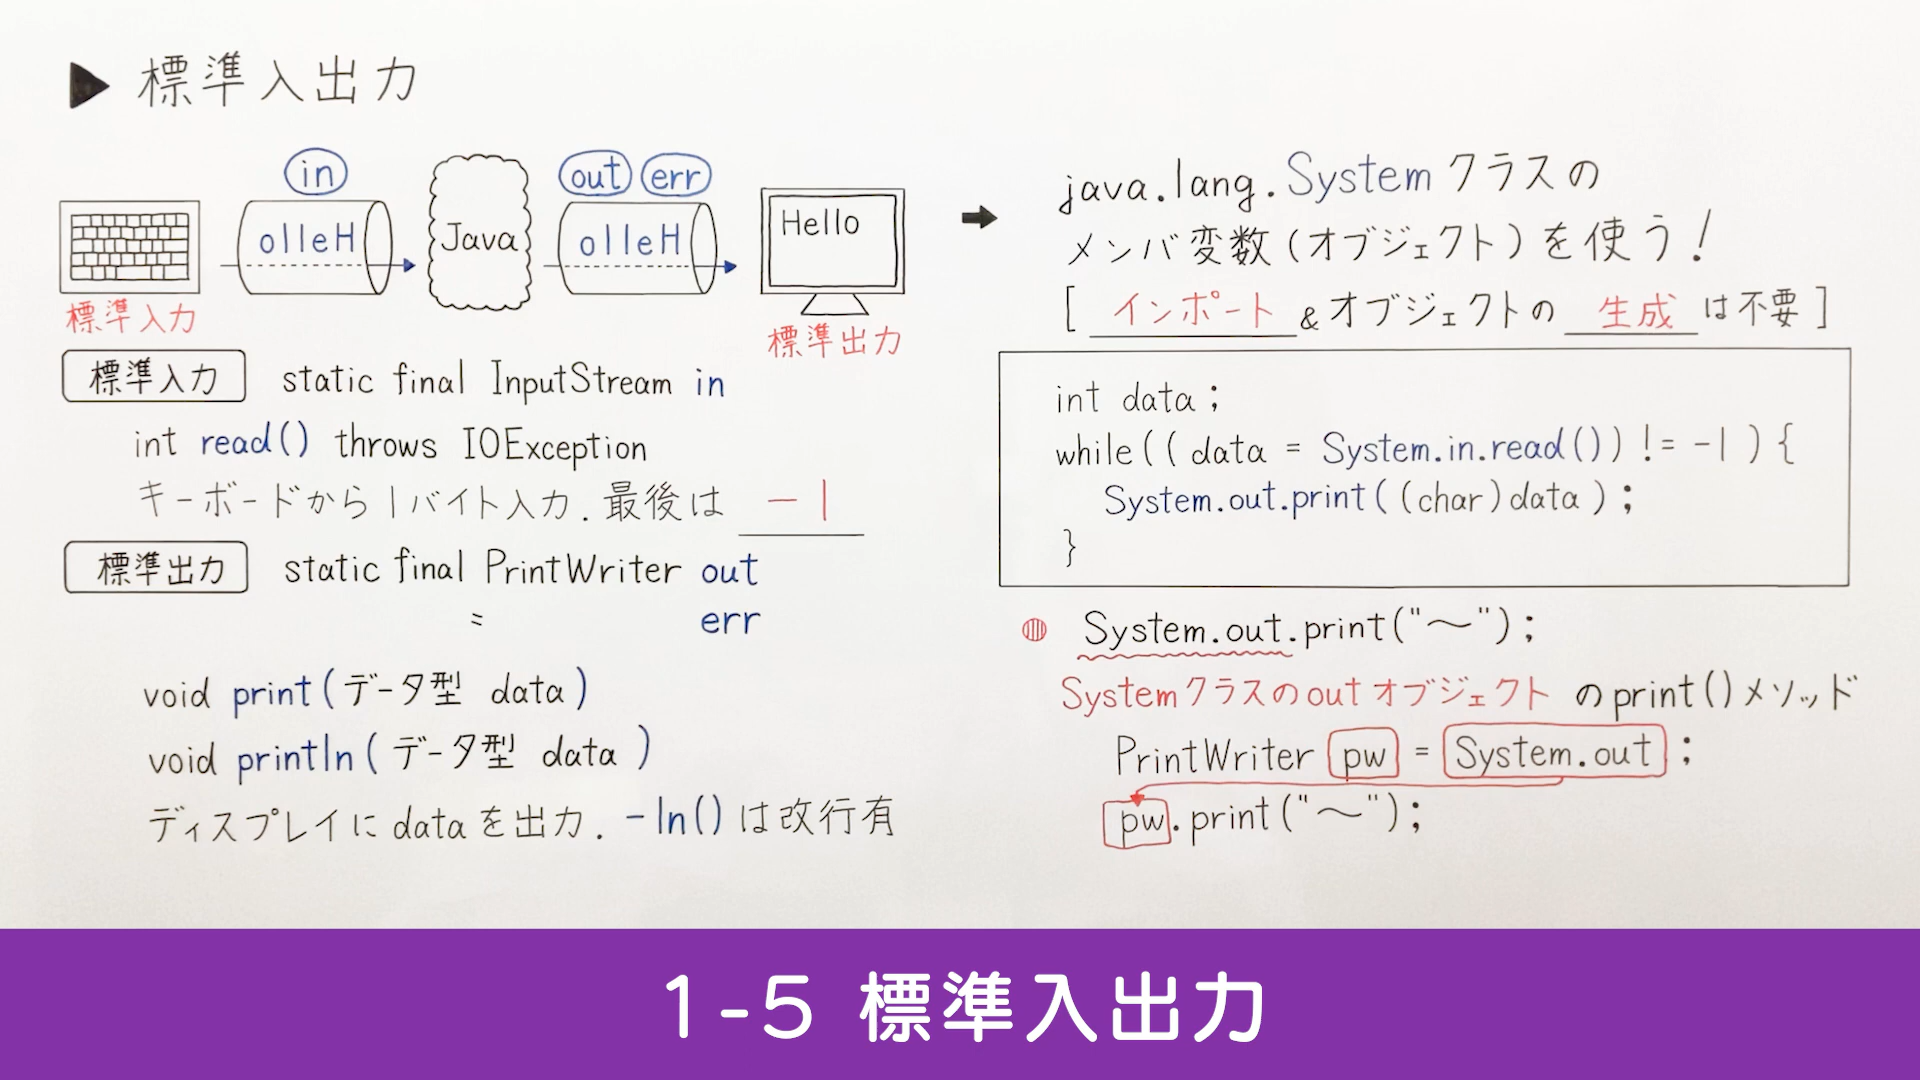 ▶ 標準入出力
in
out err
olleH
Java
olleH
Hello
標準入力
標準出力
標準入力 static final InputStream in
int read() throws IOException
キーボードから1バイト入力. 最後は -1
標準出力 static final PrintWriter out
〃 err
void print(データ型 data)
void println(データ型 data)
ディスプレイにdataを出力. -ln()は改行有
➡ java.lang.Systemクラスの
メンバ変数(オブジェクト)を使う!
[ インポート &オブジェクトの 生成 は不要 ]
int data;
while((data = System.in.read()) != -1){
System.out.print((char)data);
}
System.out.print("〜");
Systemクラスのoutオブジェクト のprint()メソッド
PrintWriter pw = System.out;
pw.print("〜");
1-5 標準入出力